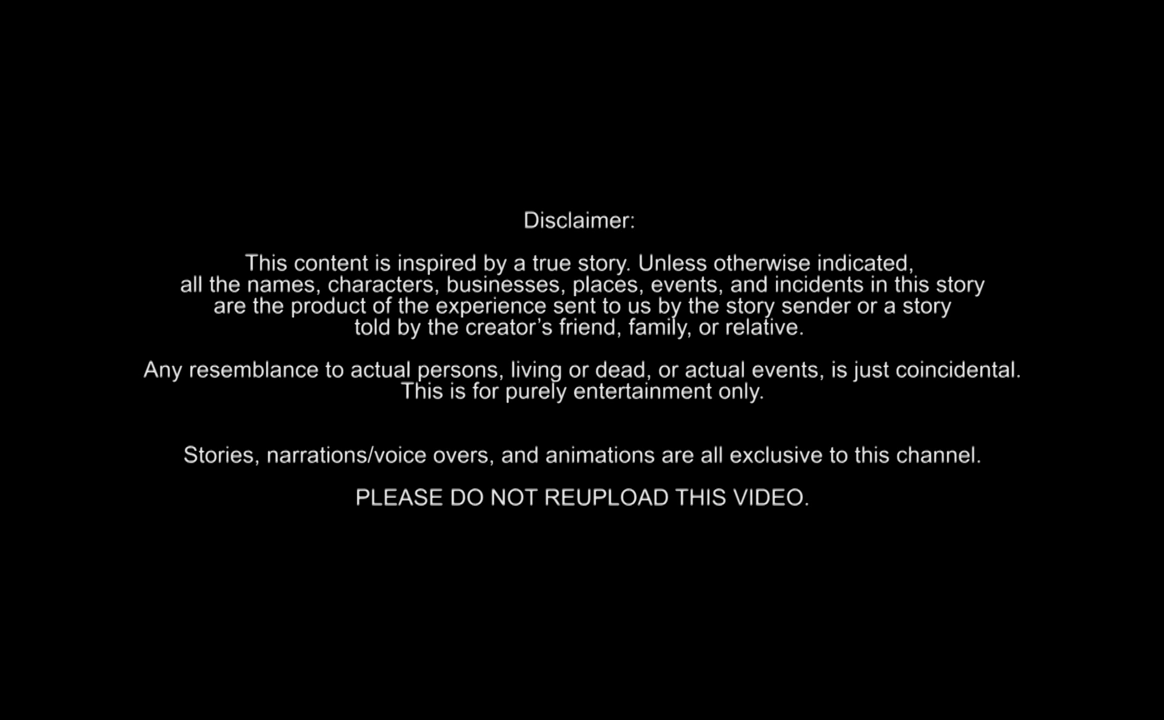 Disclaimer:
This content is inspired by a true story. Unless otherwise indicated,
all the names, characters, businesses, places, events, and incidents in this story
are the product of the experience sent to us by the story sender or a story
told by the creator’s friend, family, or relative.
Any resemblance to actual persons, living or dead, or actual events, is just coincidental.
This is for purely entertainment only.
Stories, narrations/voice overs, and animations are all exclusive to this channel.
PLEASE DO NOT REUPLOAD THIS VIDEO.